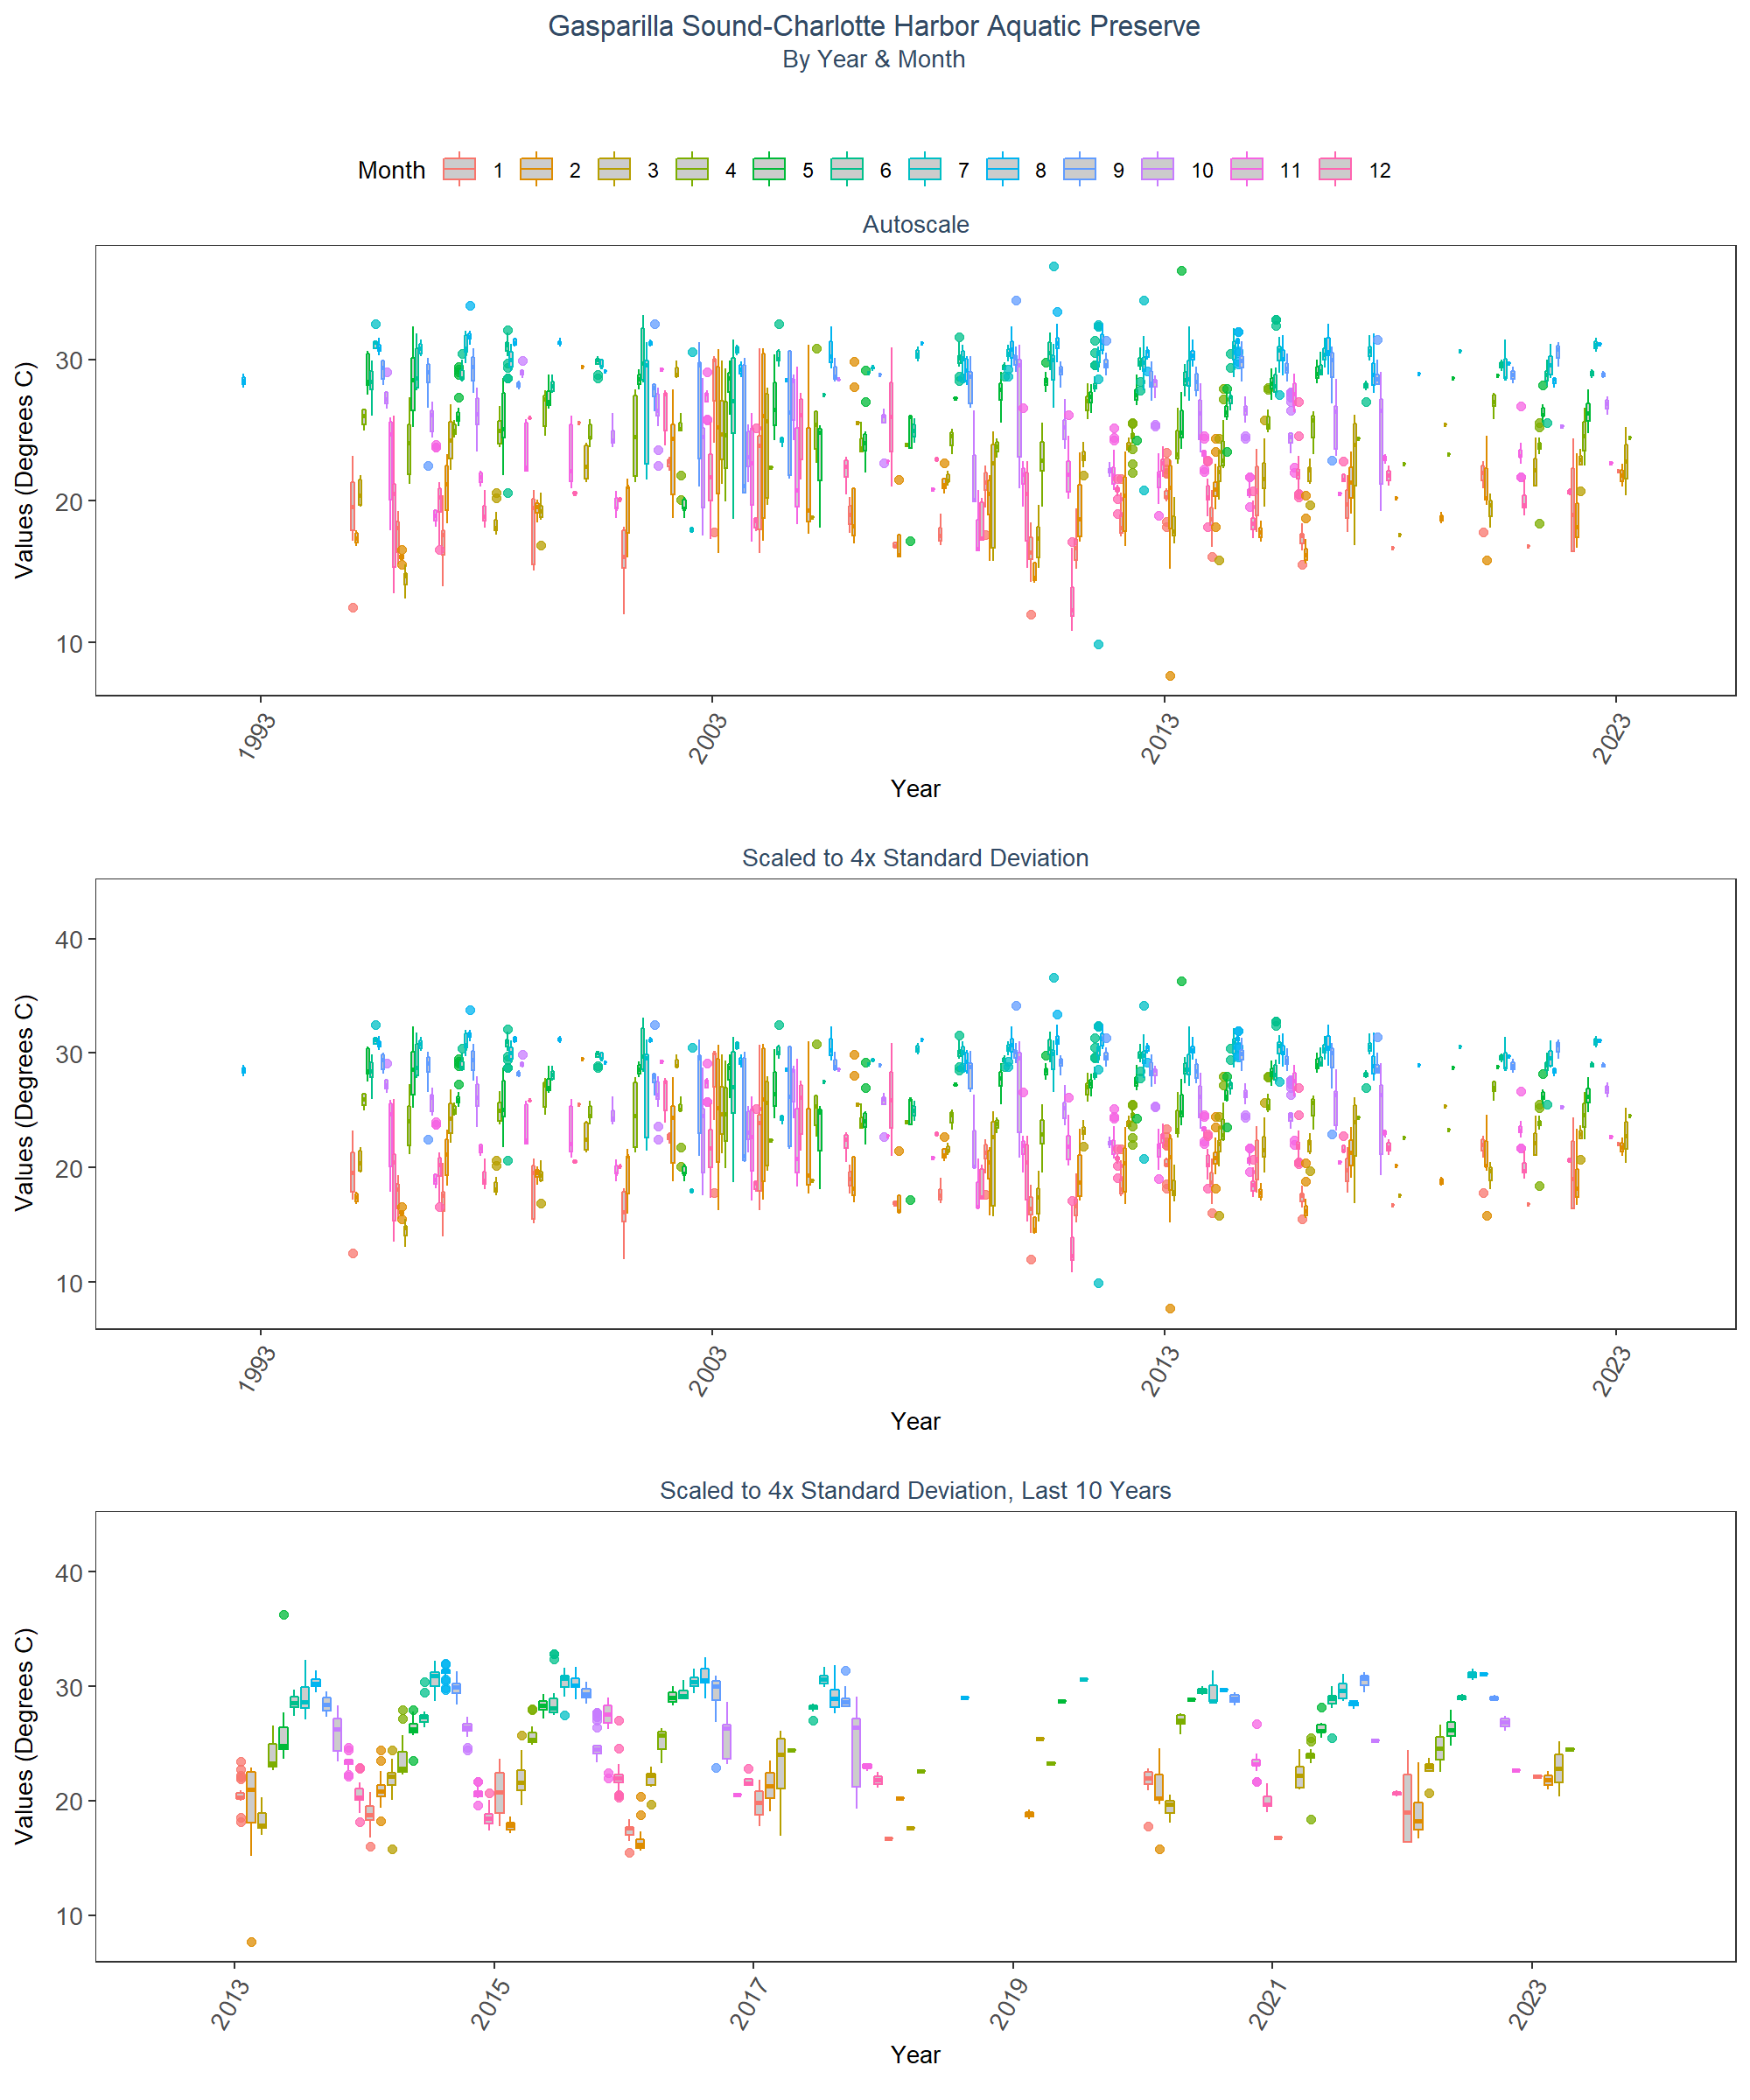 Gasparilla Sound-Charlotte Harbor Aquatic Preserve
By Year & Month
Month 1 2 3 4 5 6 7 8 9 10 11 12
Autoscale
Values (Degrees C)
30
20
10
1993 2003 2013 2023
Year
Scaled to 4x Standard Deviation
Values (Degrees C)
40
30
20
10
1993 2003 2013 2023
Year
Scaled to 4x Standard Deviation, Last 10 Years
Values (Degrees C)
40
30
20
10
2013 2015 2017 2019 2021 2023
Year